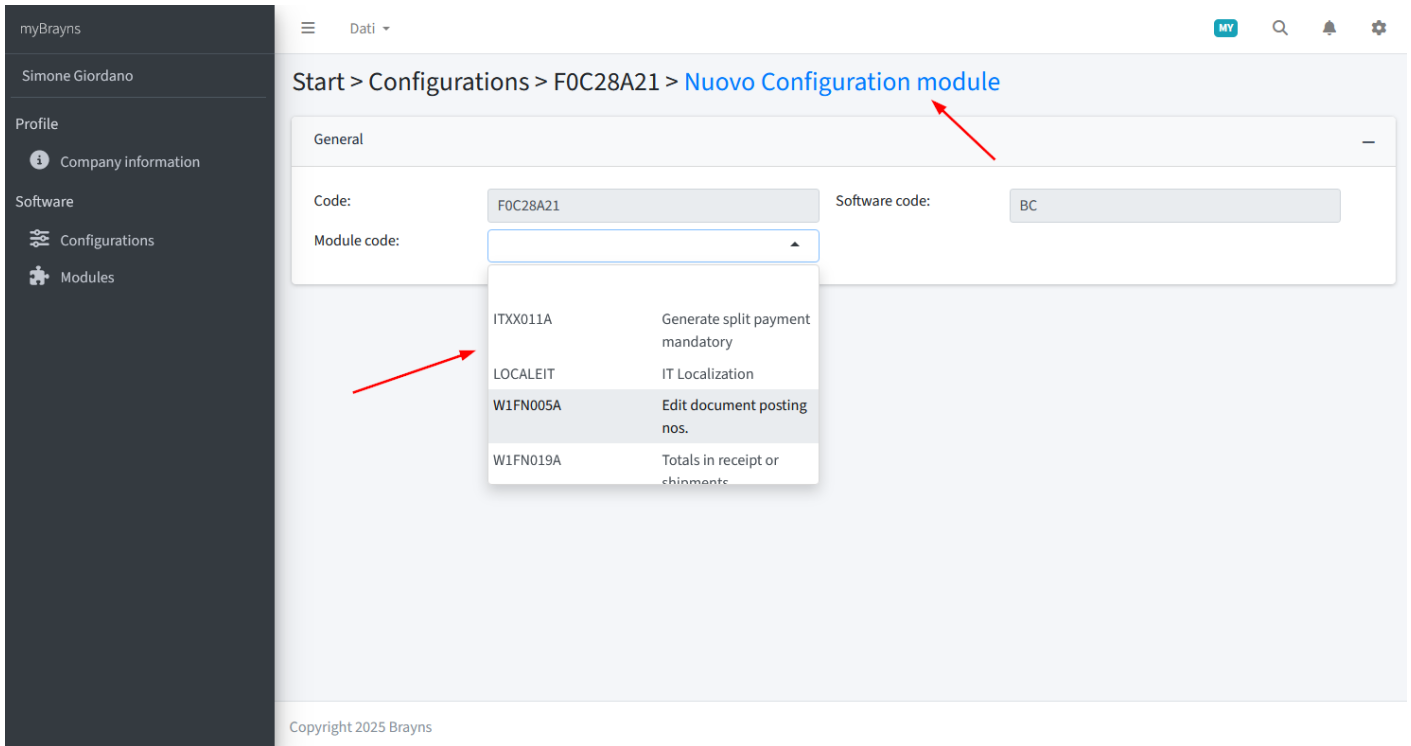 myBrayns
Dati
MY
Simone Giordano
Start > Configurations > F0C28A21 > Nuovo Configuration module
Profile
Company information
Software
Configurations
Modules
General
Code:
F0C28A21
Software code:
BC
Module code:
ITXX011A
Generate split payment
mandatory
LOCALEIT
IT Localization
W1FN005A
Edit document posting
nos.
W1FN019A
Totals in receipt or
shipments
Copyright 2025 Brayns